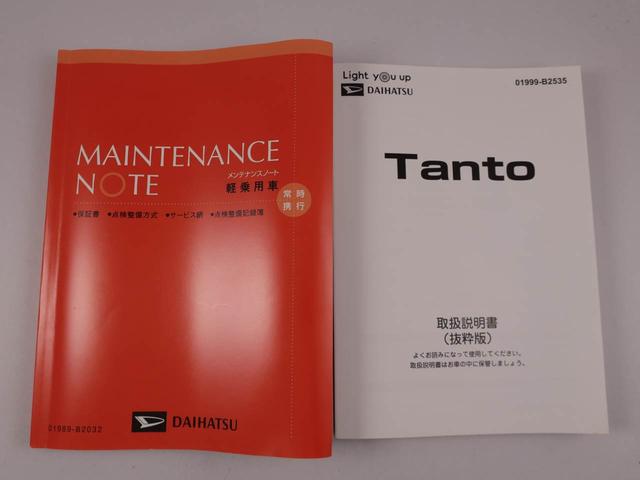 MAINTENANCE
NOTE
メンテナンスノート
軽乗用車
常時
携行
●保証書 ●点検整備方式 ●サービス網 ●点検整備記録簿
DAIHATSU
01989-B2032
Light you up
DAIHATSU
01999-B2535
Tanto
取扱説明書
（抜粋版）
よくお読みになって使用してください。
取扱説明書はお車の中に保管しましょう。